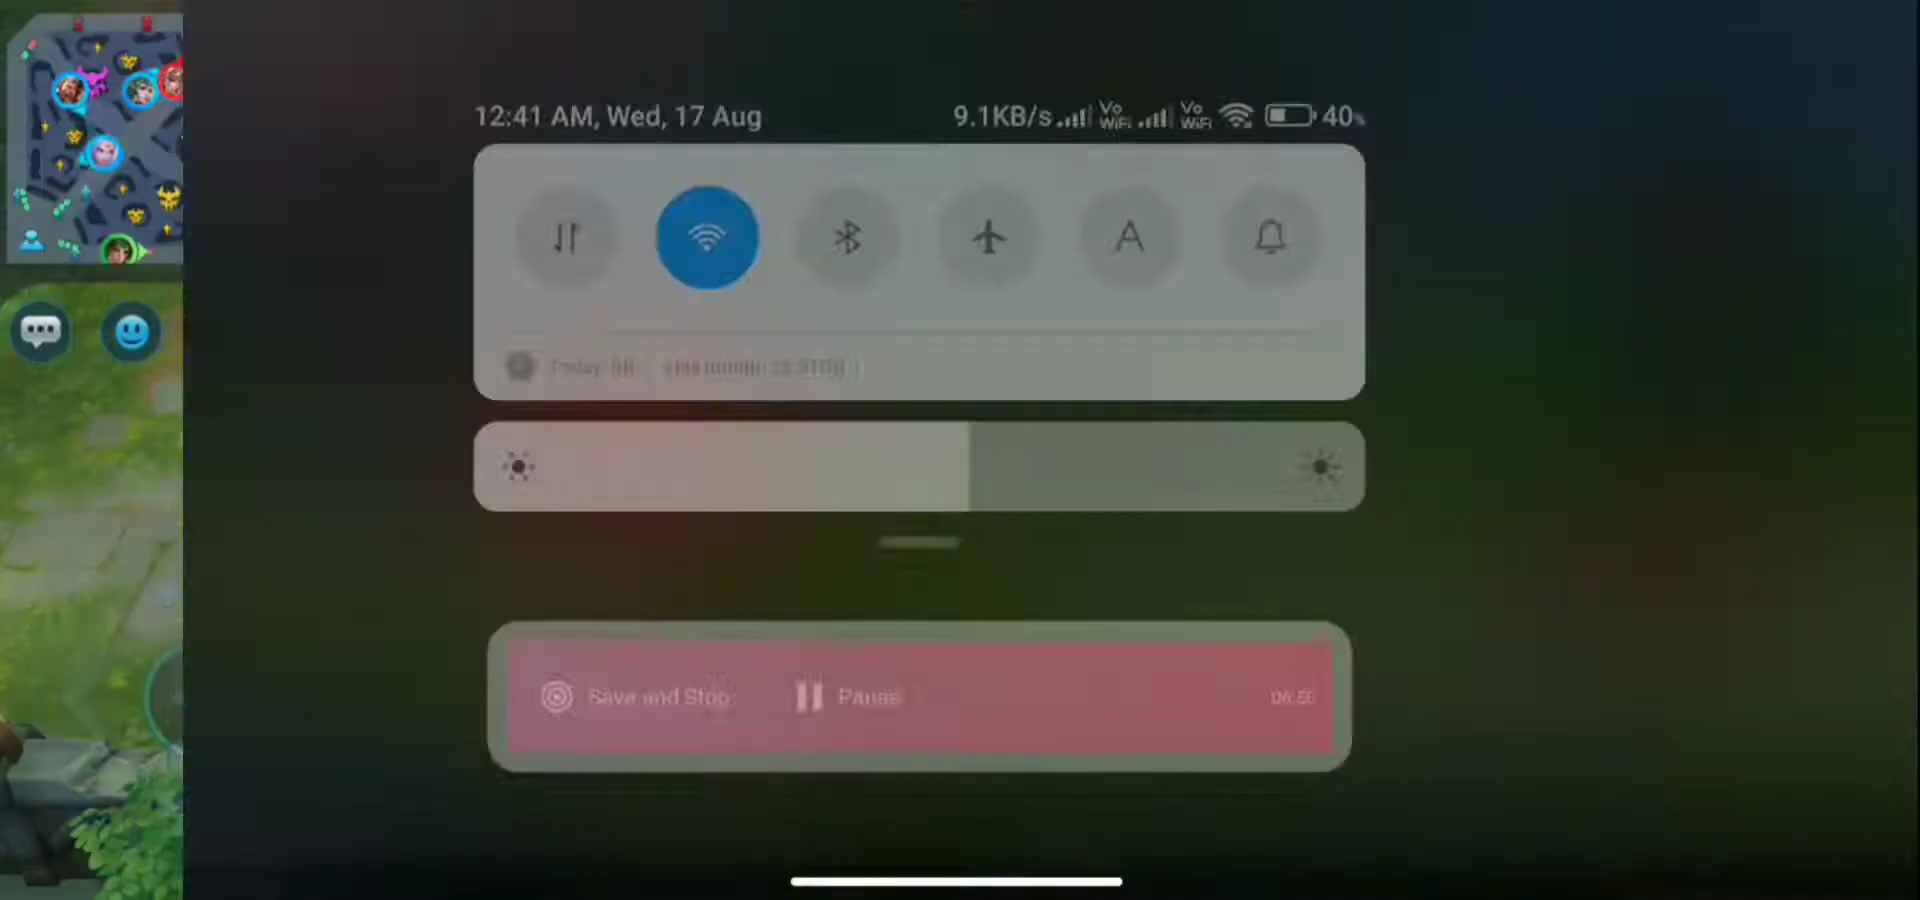 12:41 AM, Wed, 17 Aug
9.1KB/s Vo WiFi Vo WiFi 40%
A
Save and Stop
Pause